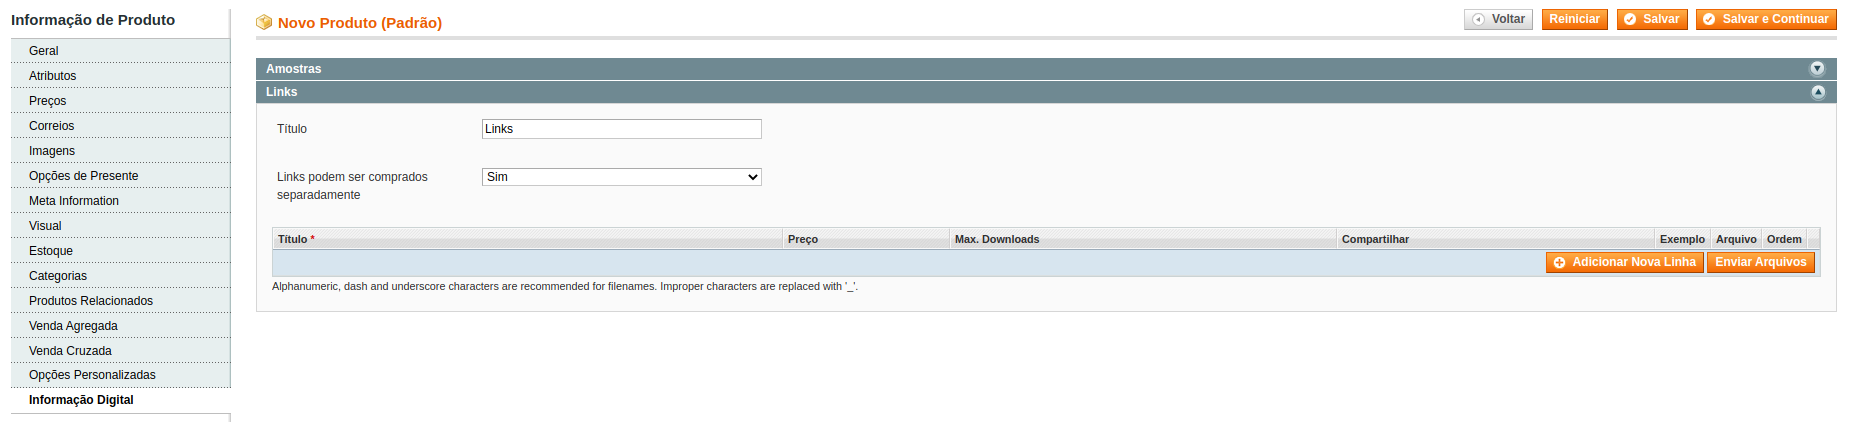 Informação de Produto
Geral
Atributos
Preços
Correios
Imagens
Opções de Presente
Meta Information
Visual
Estoque
Categorias
Produtos Relacionados
Venda Agregada
Venda Cruzada
Opções Personalizadas
Informação Digital
Novo Produto (Padrão)
Voltar Reiniciar Salvar Salvar e Continuar
Amostras
Links
Título Links
Links podem ser comprados Sim
separadamente
Título * Preço Max. Downloads Compartilhar Exemplo Arquivo Ordem
Adicionar Nova Linha Enviar Arquivos
Alphanumeric, dash and underscore characters are recommended for filenames. Improper characters are replaced with '_'.